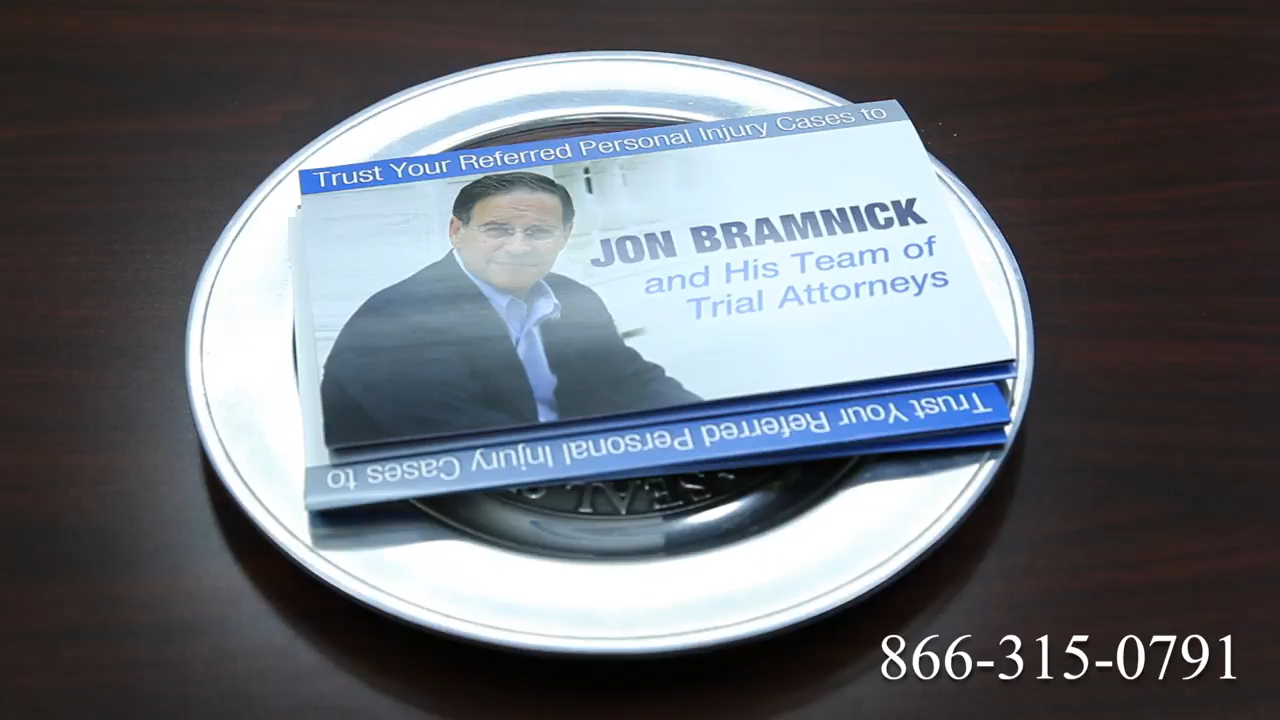 Trust Your Referred Personal Injury Cases to
JON BRAMNICK
and His Team of
Trial Attorneys
Trust Your Referred Personal Injury Cases to
866-315-0791